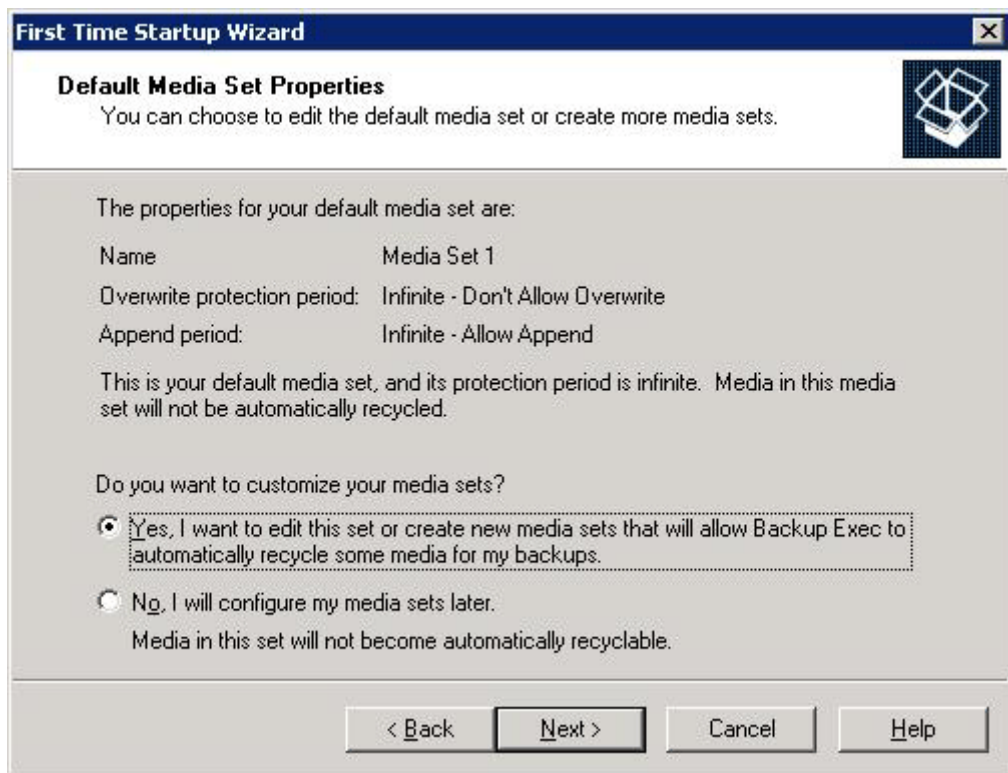 First Time Startup Wizard
Default Media Set Properties
You can choose to edit the default media set or create more media sets.
The properties for your default media set are:
Name Media Set 1
Overwrite protection period: Infinite - Don't Allow Overwrite
Append period: Infinite - Allow Append
This is your default media set, and its protection period is infinite. Media in this media
set will not be automatically recycled.
Do you want to customize your media sets?
Yes, I want to edit this set or create new media sets that will allow Backup Exec to
automatically recycle some media for my backups.
No, I will configure my media sets later.
Media in this set will not become automatically recyclable.
< Back Next > Cancel Help